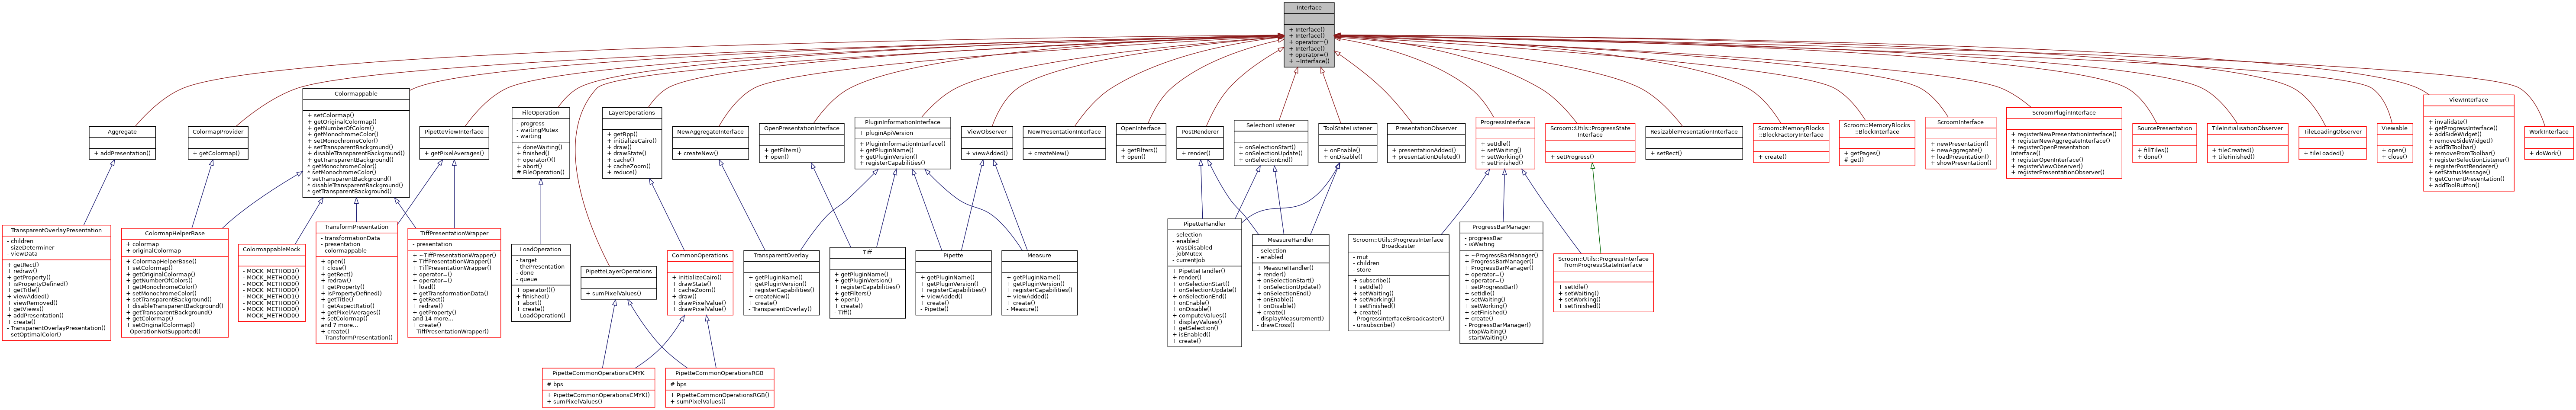 Interface
+ Interface()
+ Interface()
+ operator=()
+ Interface()
+ operator=()
+ ~Interface()
Aggregate
+ addPresentation()
ColormapProvider
+ getColormap()
Colormappable
+ setColormap()
+ getOriginalColormap()
+ getNumberOfColors()
+ getMonochromeColor()
+ setMonochromeColor()
+ setTransparentBackground()
+ disableTransparentBackground()
+ getTransparentBackground()
* getMonochromeColor()
* setMonochromeColor()
* setTransparentBackground()
* disableTransparentBackground()
* getTransparentBackground()
PipetteViewInterface
+ getPixelAverages()
FileOperation
- progress
- waitingMutex
- waiting
+ doneWaiting()
+ finished()
+ operator()()
+ abort()
# FileOperation()
LayerOperations
+ getBpp()
+ initializeCairo()
+ draw()
+ drawState()
+ cache()
+ cacheZoom()
+ reduce()
NewAggregateInterface
+ createNew()
OpenPresentationInterface
+ getFilters()
+ open()
PluginInformationInterface
+ pluginApiVersion
+ PluginInformationInterface()
+ getPluginName()
+ getPluginVersion()
+ registerCapabilities()
ViewObserver
+ viewAdded()
NewPresentationInterface
+ createNew()
OpenInterface
+ getFilters()
+ open()
PostRenderer
+ render()
SelectionListener
+ onSelectionStart()
+ onSelectionUpdate()
+ onSelectionEnd()
ToolStateListener
+ onEnable()
+ onDisable()
PresentationObserver
+ presentationAdded()
+ presentationDeleted()
ProgressInterface
+ setIdle()
+ setWaiting()
+ setWorking()
+ setFinished()
Scroom::Utils::ProgressState
Interface
+ setProgress()
ResizablePresentationInterface
+ setRect()
Scroom::MemoryBlocks
::BlockFactoryInterface
+ create()
Scroom::MemoryBlocks
::BlockInterface
+ getPages()
# get()
ScroomInterface
+ newPresentation()
+ newAggregate()
+ loadPresentation()
+ showPresentation()
ScroomPluginInterface
+ registerNewPresentationInterface()
+ registerNewAggregateInterface()
+ registerOpenPresentation
Interface()
+ registerOpenInterface()
+ registerViewObserver()
+ registerPresentationObserver()
SourcePresentation
+ fillTiles()
+ done()
TileInitialisationObserver
+ tileCreated()
+ tileFinished()
TileLoadingObserver
+ tileLoaded()
Viewable
+ open()
+ close()
ViewInterface
+ invalidate()
+ getProgressInterface()
+ addSideWidget()
+ removeSideWidget()
+ addToToolbar()
+ removeFromToolbar()
+ registerSelectionListener()
+ registerPostRenderer()
+ setStatusMessage()
+ getCurrentPresentation()
+ addToolButton()
WorkInterface
+ doWork()
TransparentOverlayPresentation
- children
- sizeDeterminer
- viewData
+ getRect()
+ redraw()
+ getProperty()
+ isPropertyDefined()
+ getTitle()
+ viewAdded()
+ viewRemoved()
+ getViews()
+ addPresentation()
+ create()
- TransparentOverlayPresentation()
- setOptimalColor()
ColormapHelperBase
+ colormap
+ originalColormap
+ ColormapHelperBase()
+ setColormap()
+ getOriginalColormap()
+ getNumberOfColors()
+ getMonochromeColor()
+ setMonochromeColor()
+ setTransparentBackground()
+ disableTransparentBackground()
+ getTransparentBackground()
+ getColormap()
+ setOriginalColormap()
- OperationNotSupported()
ColormappableMock
- MOCK_METHOD1()
- MOCK_METHOD0()
- MOCK_METHOD0()
- MOCK_METHOD0()
- MOCK_METHOD1()
- MOCK_METHOD0()
- MOCK_METHOD0()
- MOCK_METHOD0()
TransformPresentation
- transformationData
- presentation
- colormappable
+ open()
+ close()
+ getRect()
+ redraw()
+ getProperty()
+ isPropertyDefined()
+ getTitle()
+ getAspectRatio()
+ getPixelAverages()
+ setColormap()
and 7 more...
+ create()
- TransformPresentation()
TiffPresentationWrapper
- presentation
+ ~TiffPresentationWrapper()
+ TiffPresentationWrapper()
+ TiffPresentationWrapper()
+ operator=()
+ operator=()
+ load()
+ getTransformationData()
+ getRect()
+ redraw()
+ getProperty()
and 14 more...
+ create()
- TiffPresentationWrapper()
LoadOperation
- target
- thePresentation
- done
- queue
+ operator()()
+ finished()
+ abort()
+ create()
- LoadOperation()
PipetteLayerOperations
+ sumPixelValues()
CommonOperations
+ initializeCairo()
+ drawState()
+ cacheZoom()
+ draw()
+ drawPixelValue()
+ drawPixelValue()
TransparentOverlay
+ getPluginName()
+ getPluginVersion()
+ registerCapabilities()
+ createNew()
+ create()
- TransparentOverlay()
Tiff
+ getPluginName()
+ getPluginVersion()
+ registerCapabilities()
+ getFilters()
+ open()
+ create()
- Tiff()
Pipette
+ getPluginName()
+ getPluginVersion()
+ registerCapabilities()
+ viewAdded()
+ create()
- Pipette()
Measure
+ getPluginName()
+ getPluginVersion()
+ registerCapabilities()
+ viewAdded()
+ create()
- Measure()
PipetteHandler
- selection
- enabled
- wasDisabled
- jobMutex
- currentJob
+ PipetteHandler()
+ render()
+ onSelectionStart()
+ onSelectionUpdate()
+ onSelectionEnd()
+ onEnable()
+ onDisable()
+ computeValues()
+ displayValues()
+ getSelection()
+ isEnabled()
+ create()
MeasureHandler
- selection
- enabled
+ MeasureHandler()
+ render()
+ onSelectionStart()
+ onSelectionUpdate()
+ onSelectionEnd()
+ onEnable()
+ onDisable()
+ create()
- displayMeasurement()
- drawCross()
Scroom::Utils::ProgressInterface
Broadcaster
- mut
- children
- store
+ subscribe()
+ setIdle()
+ setWaiting()
+ setWorking()
+ setFinished()
+ create()
- ProgressInterfaceBroadcaster()
- unsubscribe()
ProgressBarManager
- progressBar
- isWaiting
+ ~ProgressBarManager()
+ ProgressBarManager()
+ ProgressBarManager()
+ operator=()
+ operator=()
+ setProgressBar()
+ setIdle()
+ setWaiting()
+ setWorking()
+ setFinished()
+ create()
- ProgressBarManager()
- stopWaiting()
- startWaiting()
Scroom::Utils::ProgressInterface
FromProgressStateInterface
+ setIdle()
+ setWaiting()
+ setWorking()
+ setFinished()
PipetteCommonOperationsCMYK
# bps
+ PipetteCommonOperationsCMYK()
+ sumPixelValues()
PipetteCommonOperationsRGB
# bps
+ PipetteCommonOperationsRGB()
+ sumPixelValues()